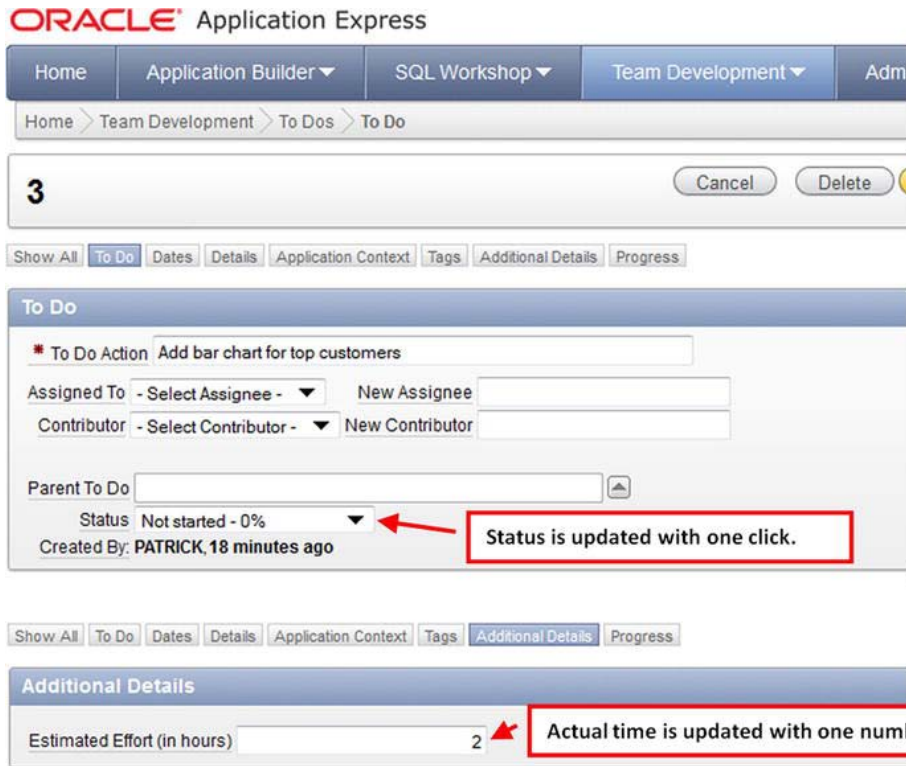 ORACLE Application Express
Home Application Builder SQL Workshop Team Development Adm
Home Team Development To Dos To Do
3 Cancel Delete
Show All To Do Dates Details Application Context Tags Additional Details Progress
To Do
* To Do Action Add bar chart for top customers
Assigned To - Select Assignee - New Assignee
Contributor - Select Contributor - New Contributor
Parent To Do
Status Not started - 0%
Status is updated with one click.
Created By: PATRICK, 18 minutes ago
Show All To Do Dates Details Application Context Tags Additional Details Progress
Additional Details
Estimated Effort (in hours) 2
Actual time is updated with one num